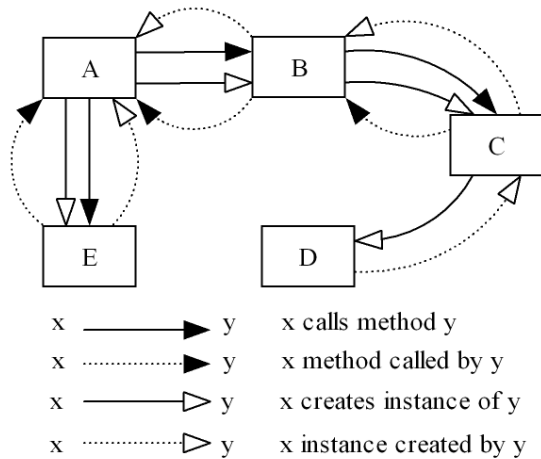 A
B
C
E
D
x y x calls method y
x y x method called by y
x y x creates instance of y
x y x instance created by y